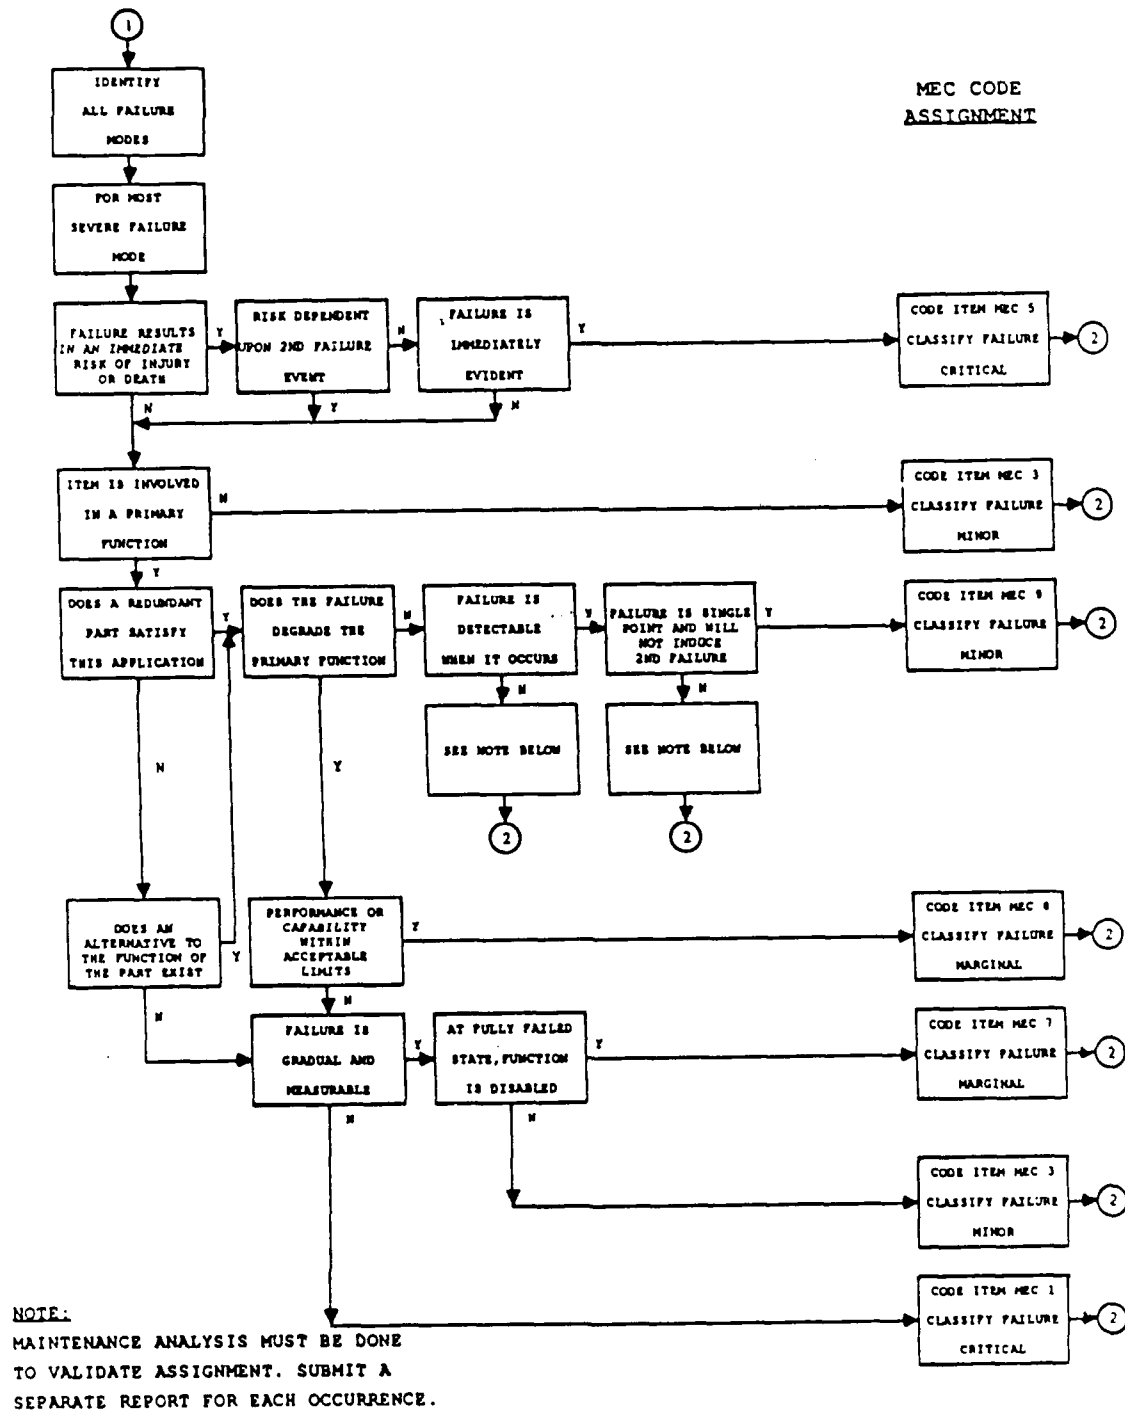 1
IDENTIFY
ALL FAILURE
MODES
MEC CODE
ASSIGNMENT
FOR MOST
SEVERE FAILURE
MODE
FAILURE RESULTS
IN AN IMMEDIATE
RISK OF INJURY
OR DEATH
Y
RISK DEPENDENT
UPON 2ND FAILURE
EVENT
N
FAILURE IS
IMMEDIATELY
EVIDENT
Y
CODE ITEM MEC 5
CLASSIFY FAILURE
CRITICAL
2
N
Y
N
ITEM IS INVOLVED
IN A PRIMARY
FUNCTION
N
CODE ITEM MEC 3
CLASSIFY FAILURE
MINOR
2
Y
DOES A REDUNDANT
PART SATISFY
THIS APPLICATION
Y
DOES THE FAILURE
DEGRADE THE
PRIMARY FUNCTION
N
FAILURE IS
DETECTABLE
WHEN IT OCCURS
Y
FAILURE IS SINGLE
POINT AND WILL
NOT INDUCE
2ND FAILURE
Y
CODE ITEM MEC 9
CLASSIFY FAILURE
MINOR
2
N
N
N
Y
SEE NOTE BELOW
SEE NOTE BELOW
2
2
DOES AN
ALTERNATIVE TO
THE FUNCTION OF
THE PART EXIST
Y
PERFORMANCE OR
CAPABILITY
WITHIN
ACCEPTABLE
LIMITS
Y
CODE ITEM MEC
CLASSIFY FAILURE
MARGINAL
2
N
N
FAILURE IS
GRADUAL AND
MEASURABLE
Y
AT FULLY FAILED
STATE, FUNCTION
IS DISABLED
Y
CODE ITEM MEC 7
CLASSIFY FAILURE
MARGINAL
2
N
N
CODE ITEM MEC 3
CLASSIFY FAILURE
MINOR
2
CODE ITEM MEC 1
CLASSIFY FAILURE
CRITICAL
2
NOTE:
MAINTENANCE ANALYSIS MUST BE DONE
TO VALIDATE ASSIGNMENT. SUBMIT A
SEPARATE REPORT FOR EACH OCCURRENCE.